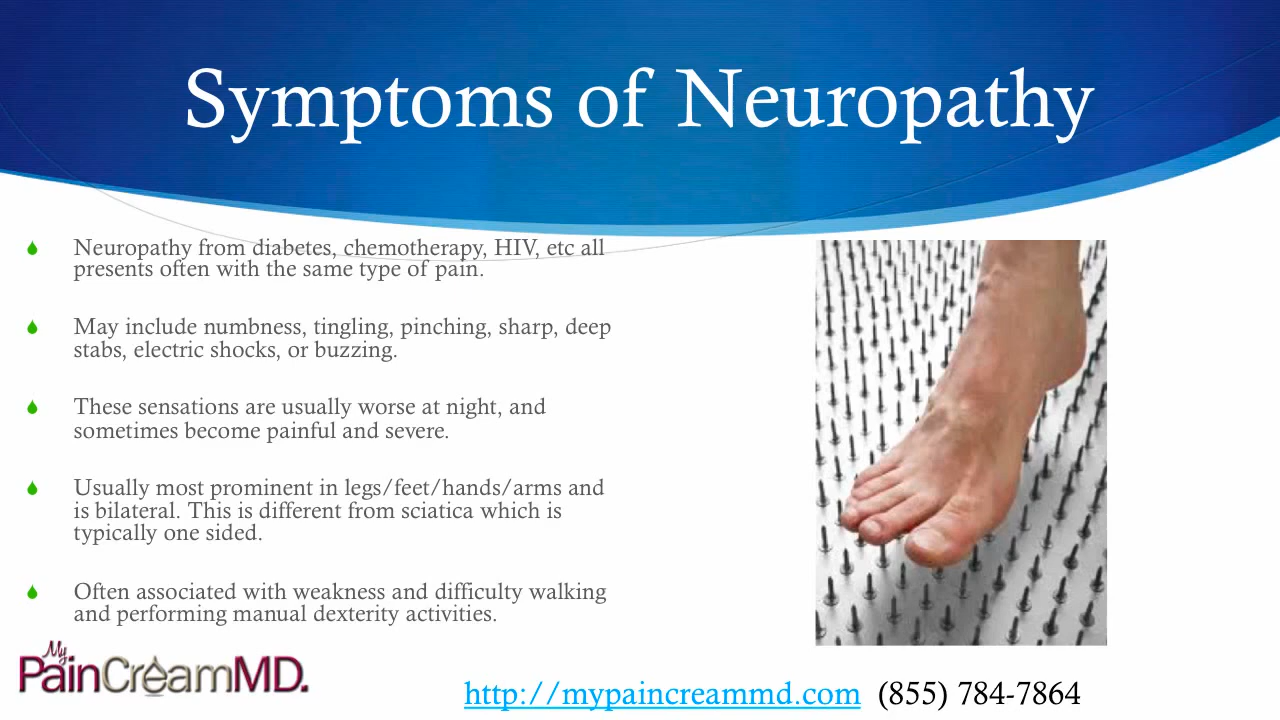 Symptoms of Neuropathy
Neuropathy from diabetes, chemotherapy, HIV, etc all
presents often with the same type of pain.
May include numbness, tingling, pinching, sharp, deep
stabs, electric shocks, or buzzing.
These sensations are usually worse at night, and
sometimes become painful and severe.
Usually most prominent in legs/feet/hands/arms and
is bilateral. This is different from sciatica which is
typically one sided.
Often associated with weakness and difficulty walking
and performing manual dexterity activities.
My
PainCreamMD.
http://mypaincreammd.com (855) 784-7864